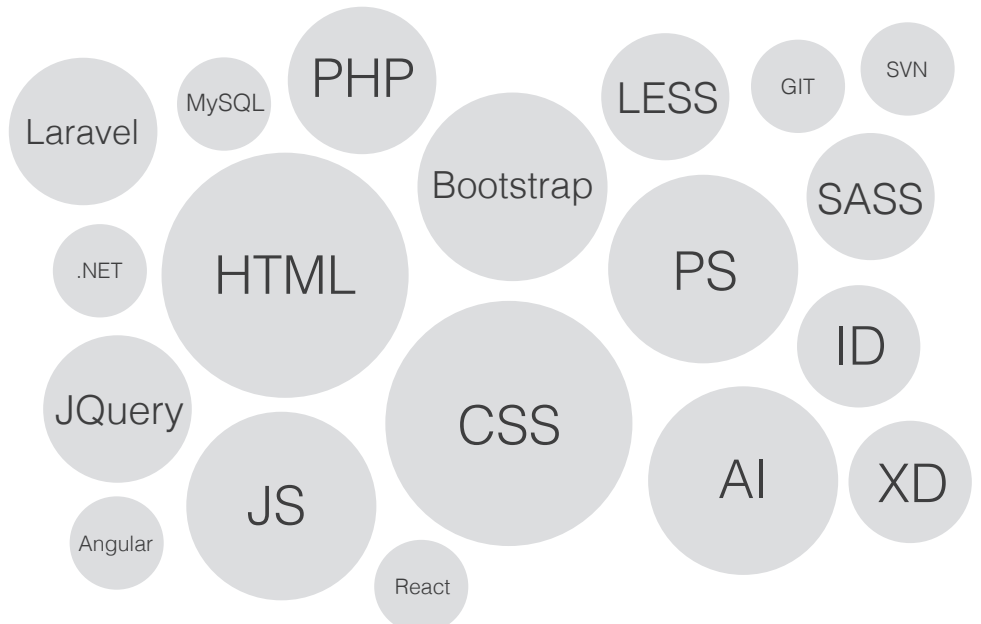 PHP
SVN
LESS
GIT
MySQL
Laravel
Bootstrap
SASS
.NET
HTML
PS
ID
JQuery
CSS
AI
XD
JS
Angular
React